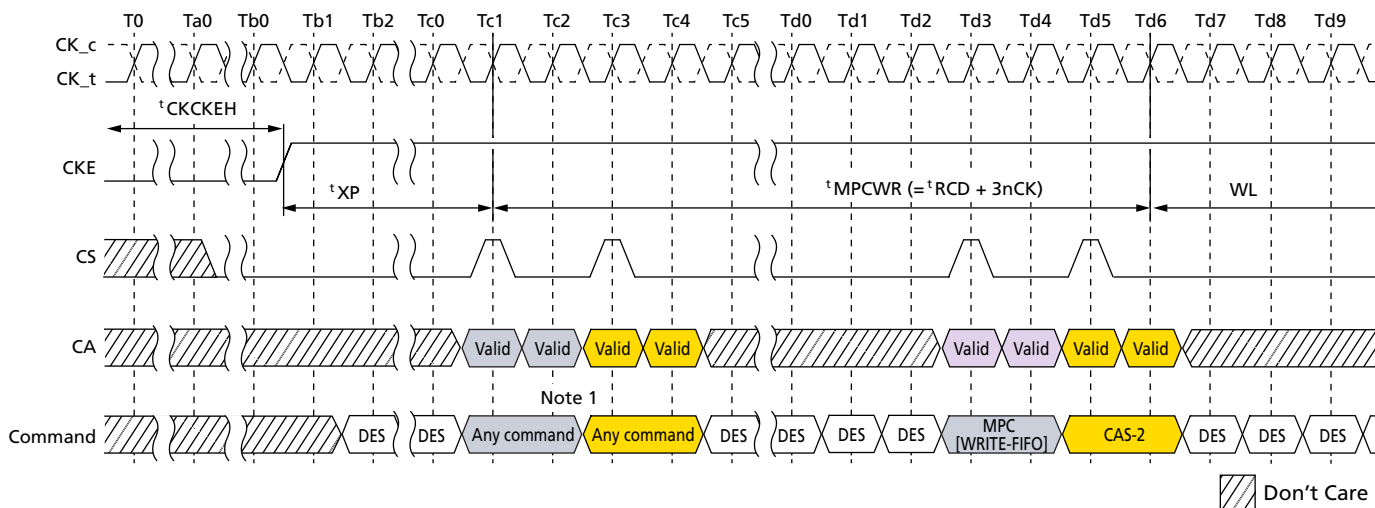 T0 Ta0 Tb0 Tb1 Tb2 Tc0 Tc1 Tc2 Tc3 Tc4 Tc5 Td0 Td1 Td2 Td3 Td4 Td5 Td6 Td7 Td8 Td9
CK_c
CK_t
tCKCKEH
CKE
tXP
tMPCWR (= tRCD + 3nCK)
WL
CS
CA
Valid Valid Valid Valid Valid Valid Valid Valid
Note 1
Command
DES DES Any command Any command DES DES DES DES MPC [WRITE-FIFO] CAS-2 DES DES DES
Don't Care